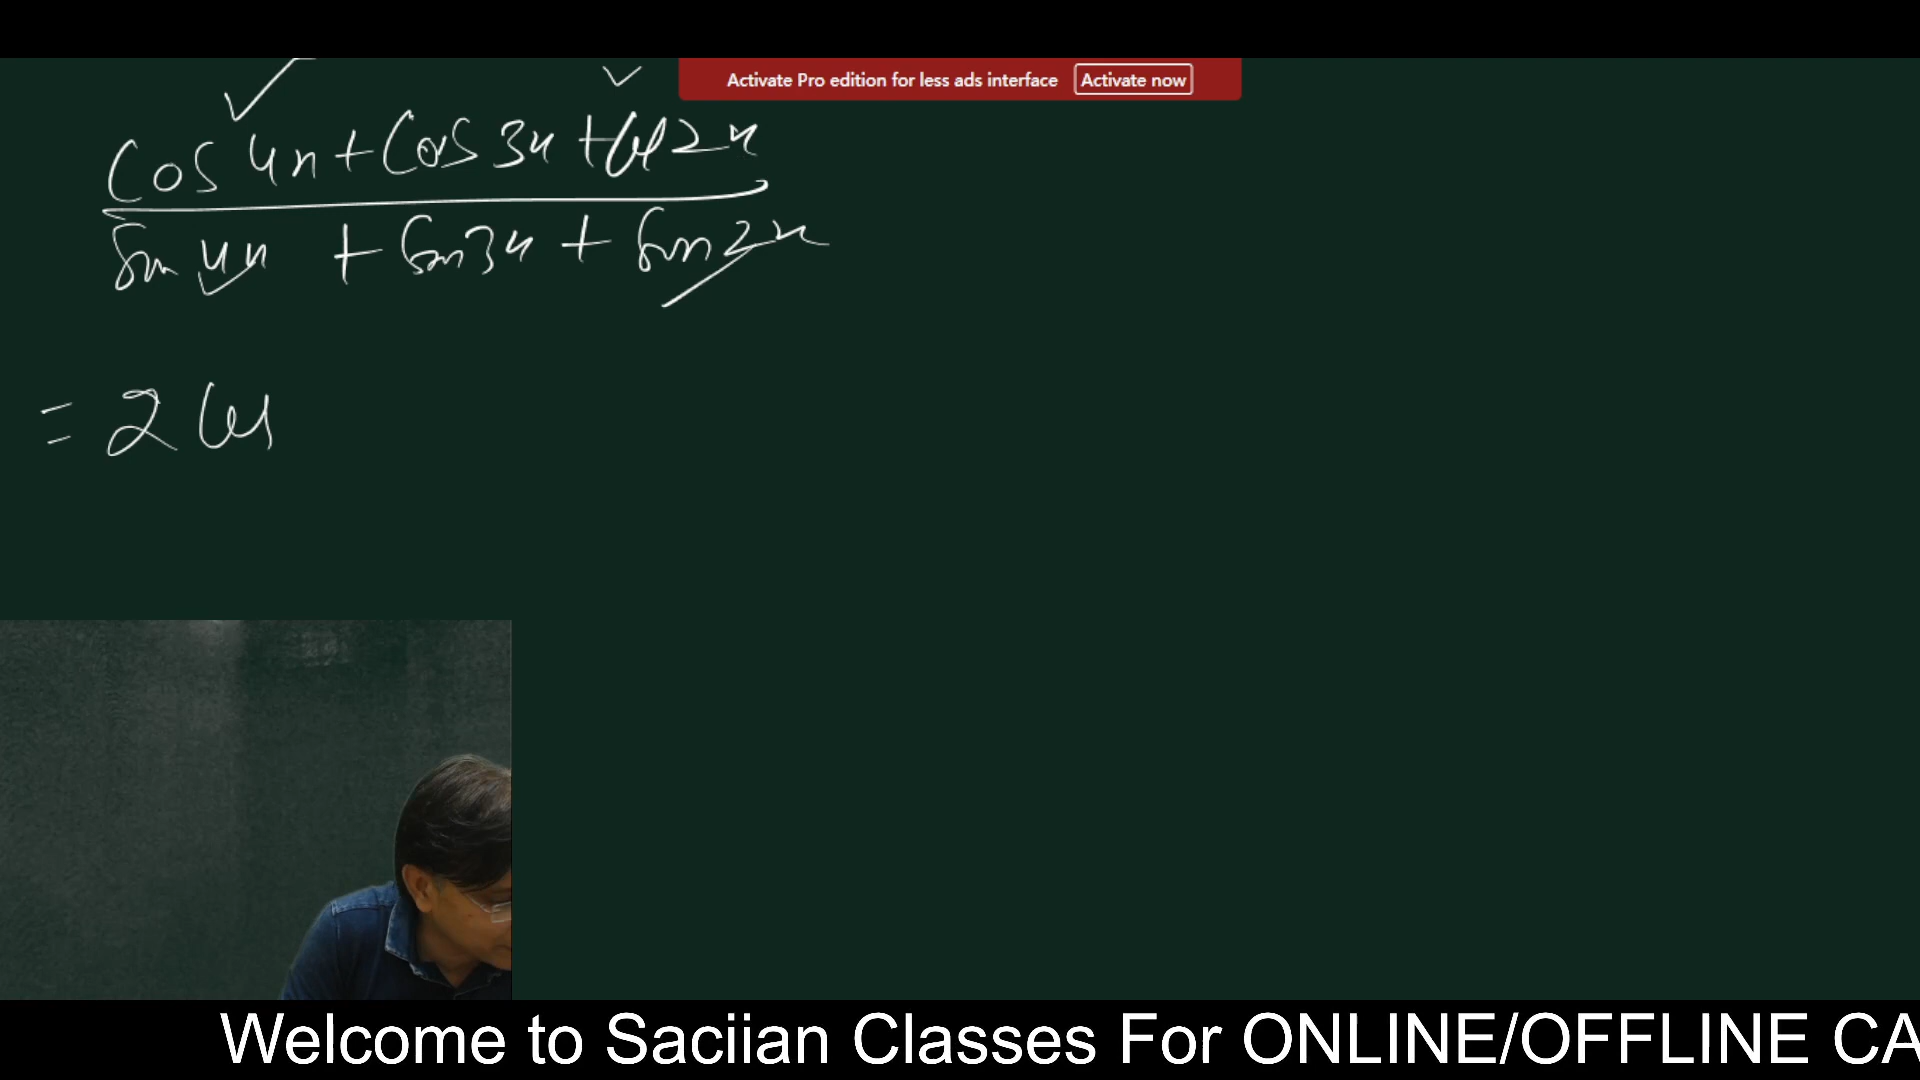 Activate Pro edition for less ads interface Activate now
Cos 4x + Cos 3x + Cos 2x
Sin 4x + Sin 3x + Sin 2x
= 2 Cos
Welcome to Saciian Classes For ONLINE/OFFLINE CA